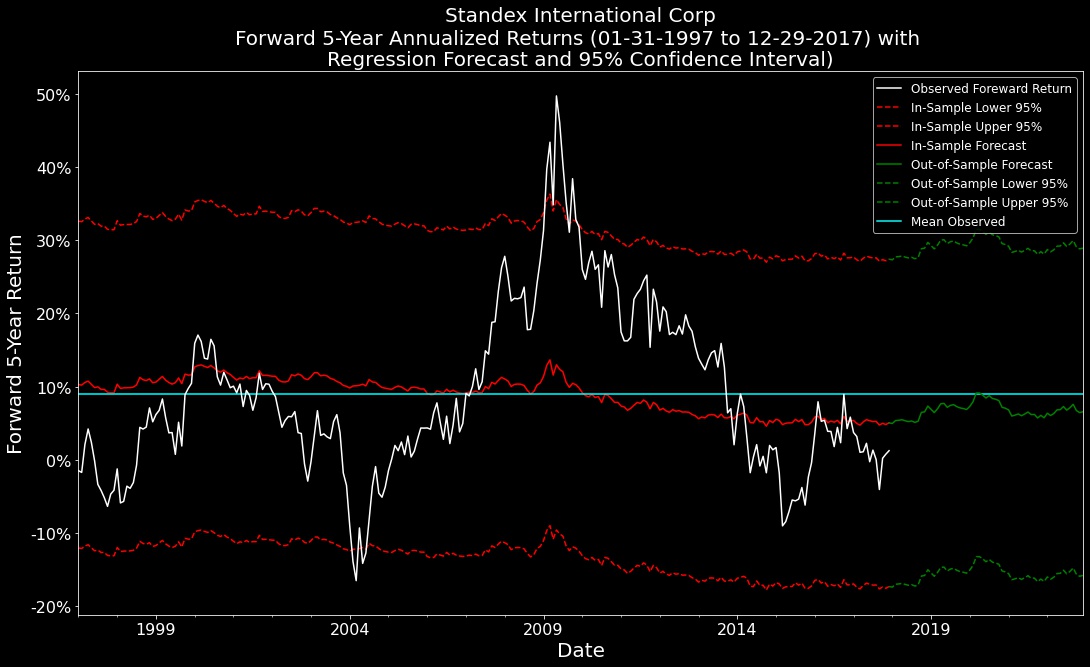 Standex International Corp
Forward 5-Year Annualized Returns (01-31-1997 to 12-29-2017) with
Regression Forecast and 95% Confidence Interval)
Observed Foreward Return
In-Sample Lower 95%
In-Sample Upper 95%
In-Sample Forecast
Out-of-Sample Forecast
Out-of-Sample Lower 95%
Out-of-Sample Upper 95%
Mean Observed
Forward 5-Year Return
50%
40%
30%
20%
10%
0%
-10%
-20%
1999 2004 2009 2014 2019
Date